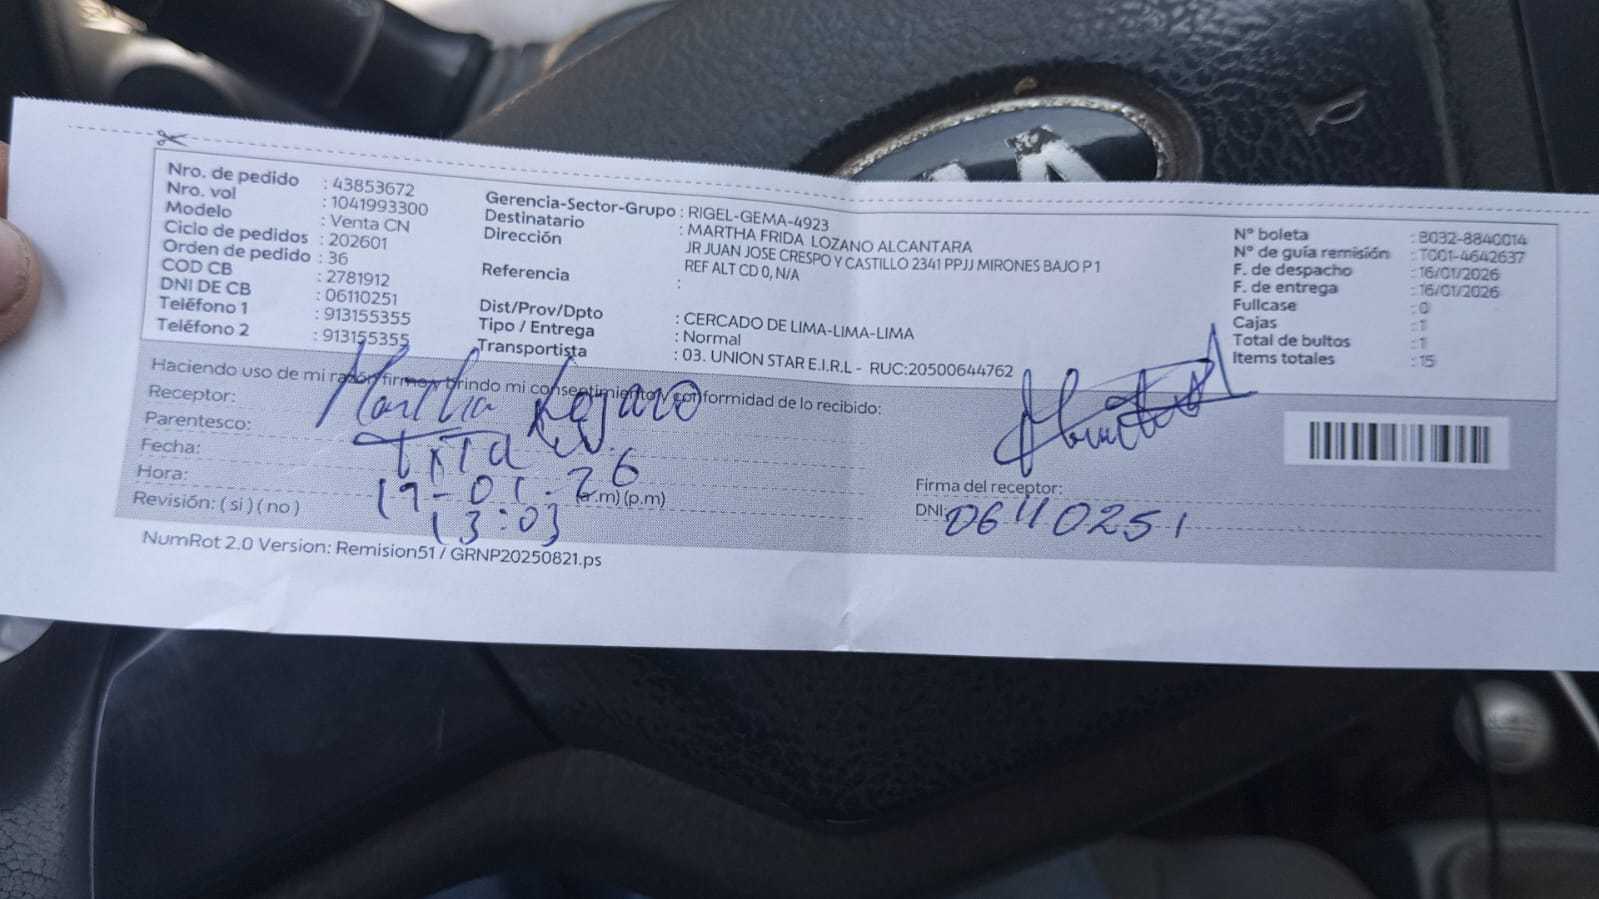 Nro. de pedido : 43853672
Nro. vol : 1041993300
Modelo : Venta CN
Ciclo de pedidos : 202601
Orden de pedido : 36
COD CB : 2781912
DNI DE CB : 06110251
Teléfono 1 : 913155355
Teléfono 2 : 913155355
Gerencia-Sector-Grupo : RIGEL-GEMA-4923
Destinatario : MARTHA FRIDA LOZANO ALCANTARA
Dirección JR JUAN JOSE CRESPO Y CASTILLO 2341 PPJJ MIRONES BAJO P 1
REF ALT CD 0, N/A
Referencia :
Dist/Prov/Dpto : CERCADO DE LIMA-LIMA-LIMA
Tipo / Entrega : Normal
Transportista : 03. UNION STAR E.I.R.L - RUC:20500644762
N° boleta : B032-8840014
N° de guía remisión : T001-4642637
F. de despacho : 16/01/2026
F. de entrega : 16/01/2026
Fullcase : 0
Cajas : 1
Total de bultos : 1
Items totales : 15
Haciendo uso de mi razón firmo y brindo mi consentimiento y conformidad de lo recibido:
Receptor: Martha Lozano
Parentesco:
Fecha: 17-01-26
Hora: 13:03 (a.m) (p.m)
Revisión: ( si ) ( no )
Firma del receptor:
DNI: 06110251
NumRot 2.0 Version: Remision51 / GRNP20250821.ps